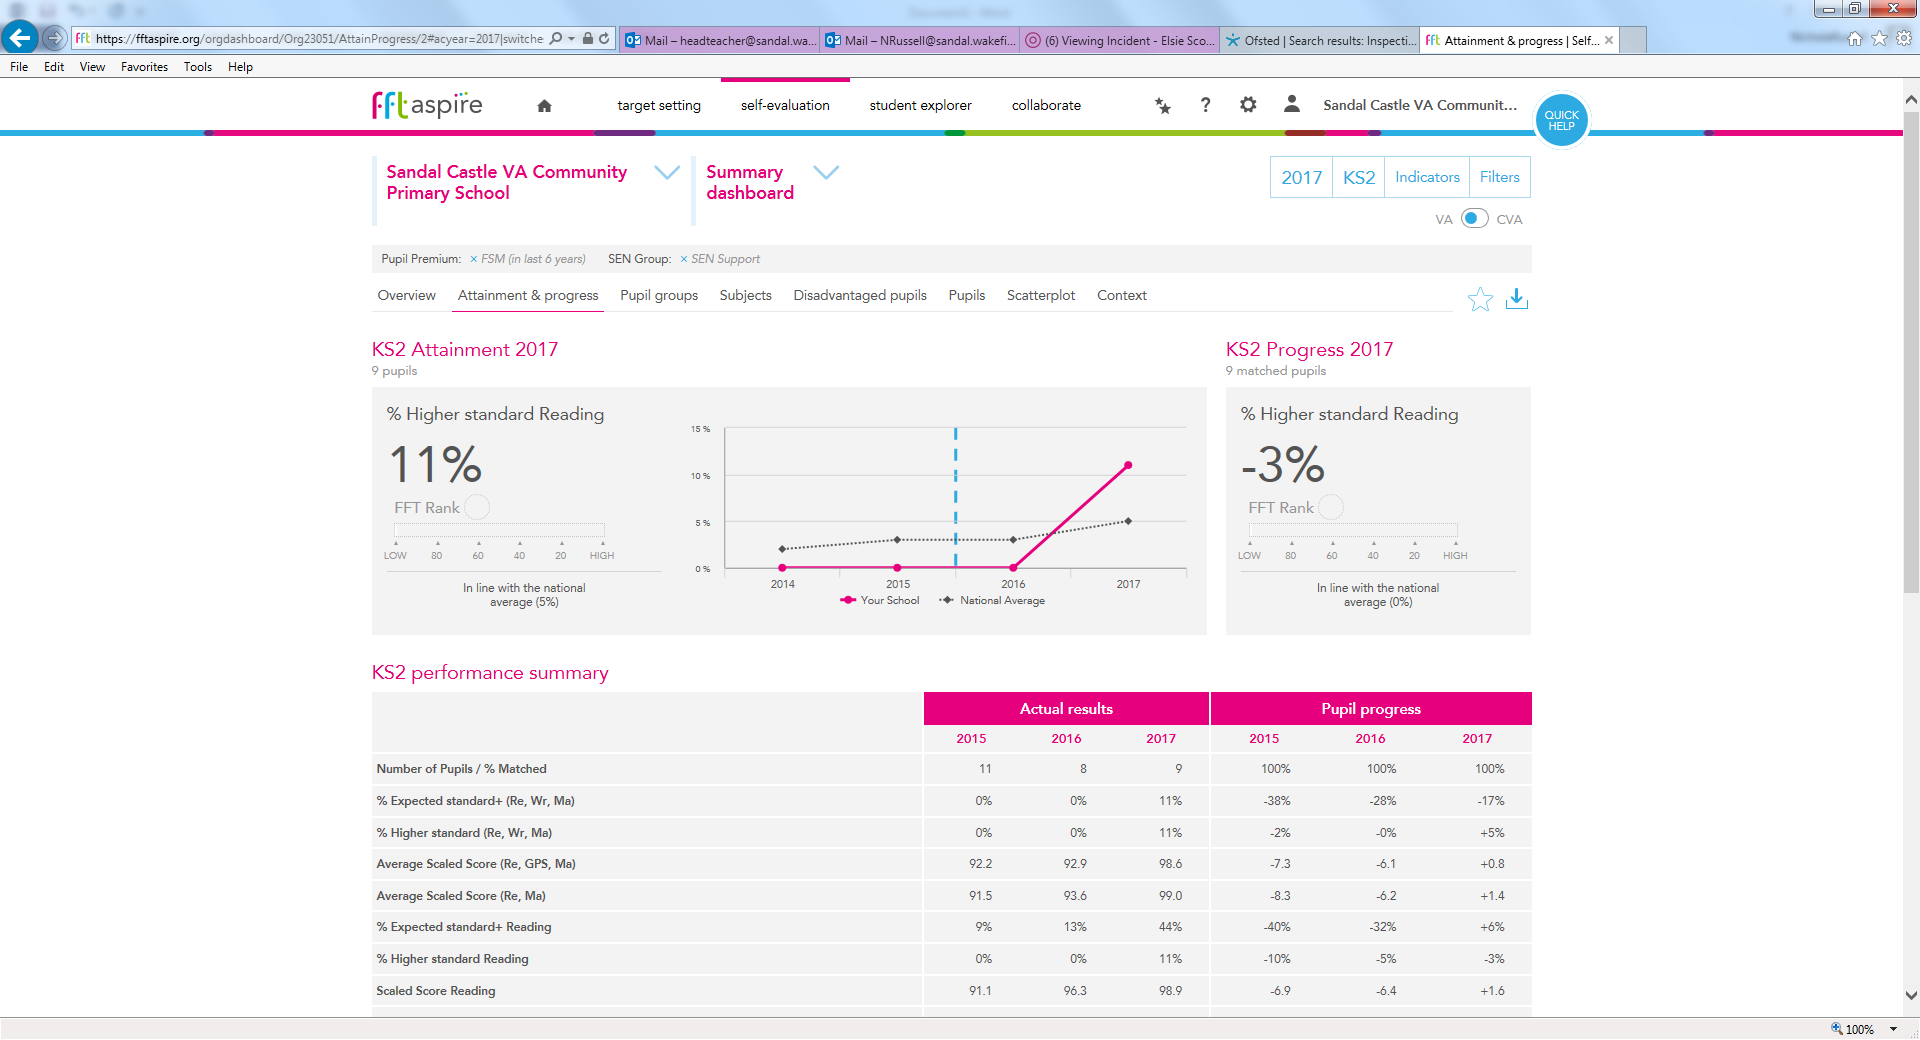 https://fftaspire.org/orgdashboard/Org23051/AttainProgress/2#acyear=2017|switche
Mail – headteacher@sandal.wa...
Mail – NRussell@sandal.wakefi...
(6) Viewing Incident - Elsie Sco...
Ofsted | Search results: Inspecti...
fft Attainment & progress | Self...
File Edit View Favorites Tools Help
fft aspire
target setting self-evaluation student explorer collaborate
? Sandal Castle VA Communit...
QUICK
HELP
Sandal Castle VA Community
Primary School
Summary
dashboard
2017 KS2 Indicators Filters
VA CVA
Pupil Premium: × FSM (in last 6 years) SEN Group: × SEN Support
Overview Attainment & progress Pupil groups Subjects Disadvantaged pupils Pupils Scatterplot Context
KS2 Attainment 2017
9 pupils
% Higher standard Reading
11%
FFT Rank
LOW 80 60 40 20 HIGH
In line with the national
average (5%)
15 %
10 %
5 %
0 %
2014 2015 2016 2017
Your School National Average
KS2 Progress 2017
9 matched pupils
% Higher standard Reading
-3%
FFT Rank
LOW 80 60 40 20 HIGH
In line with the national
average (0%)
KS2 performance summary
Actual results Pupil progress
2015 2016 2017 2015 2016 2017
Number of Pupils / % Matched 11 8 9 100% 100% 100%
% Expected standard+ (Re, Wr, Ma) 0% 0% 11% -38% -28% -17%
% Higher standard (Re, Wr, Ma) 0% 0% 11% -2% -0% +5%
Average Scaled Score (Re, GPS, Ma) 92.2 92.9 98.6 -7.3 -6.1 +0.8
Average Scaled Score (Re, Ma) 91.5 93.6 99.0 -8.3 -6.2 +1.4
% Expected standard+ Reading 9% 13% 44% -40% -32% +6%
% Higher standard Reading 0% 0% 11% -10% -5% -3%
Scaled Score Reading 91.1 96.3 98.9 -6.9 -6.4 +1.6
100%